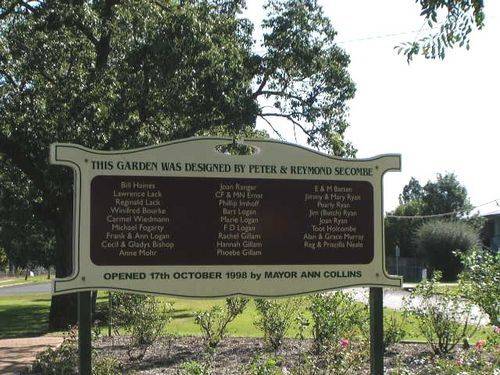 THIS GARDEN WAS DESIGNED BY PETER & REYMOND SECOMBE
Bill Haines
Lawrence Lack
Reginald Lack
Winifred Bourke
Carmel Wiedmann
Michael Fogarty
Frank & Ann Logan
Cecil & Gladys Bishop
Anne Moltr
Joan Ranger
CF & MN Ernst
Phillip Imhoff
Bart Logan
Marie Logan
F D Logan
Rachel Gillam
Hannah Gillam
Phoebe Gillam
E & M Batten
Jimmy & Mary Ryan
Pearly Ryan
Jim (Butch) Ryan
Joan Ryan
Toot Holcombe
Alan & Grace Murray
Reg & Priscilla Neale
OPENED 17th OCTOBER 1998 by MAYOR ANN COLLINS